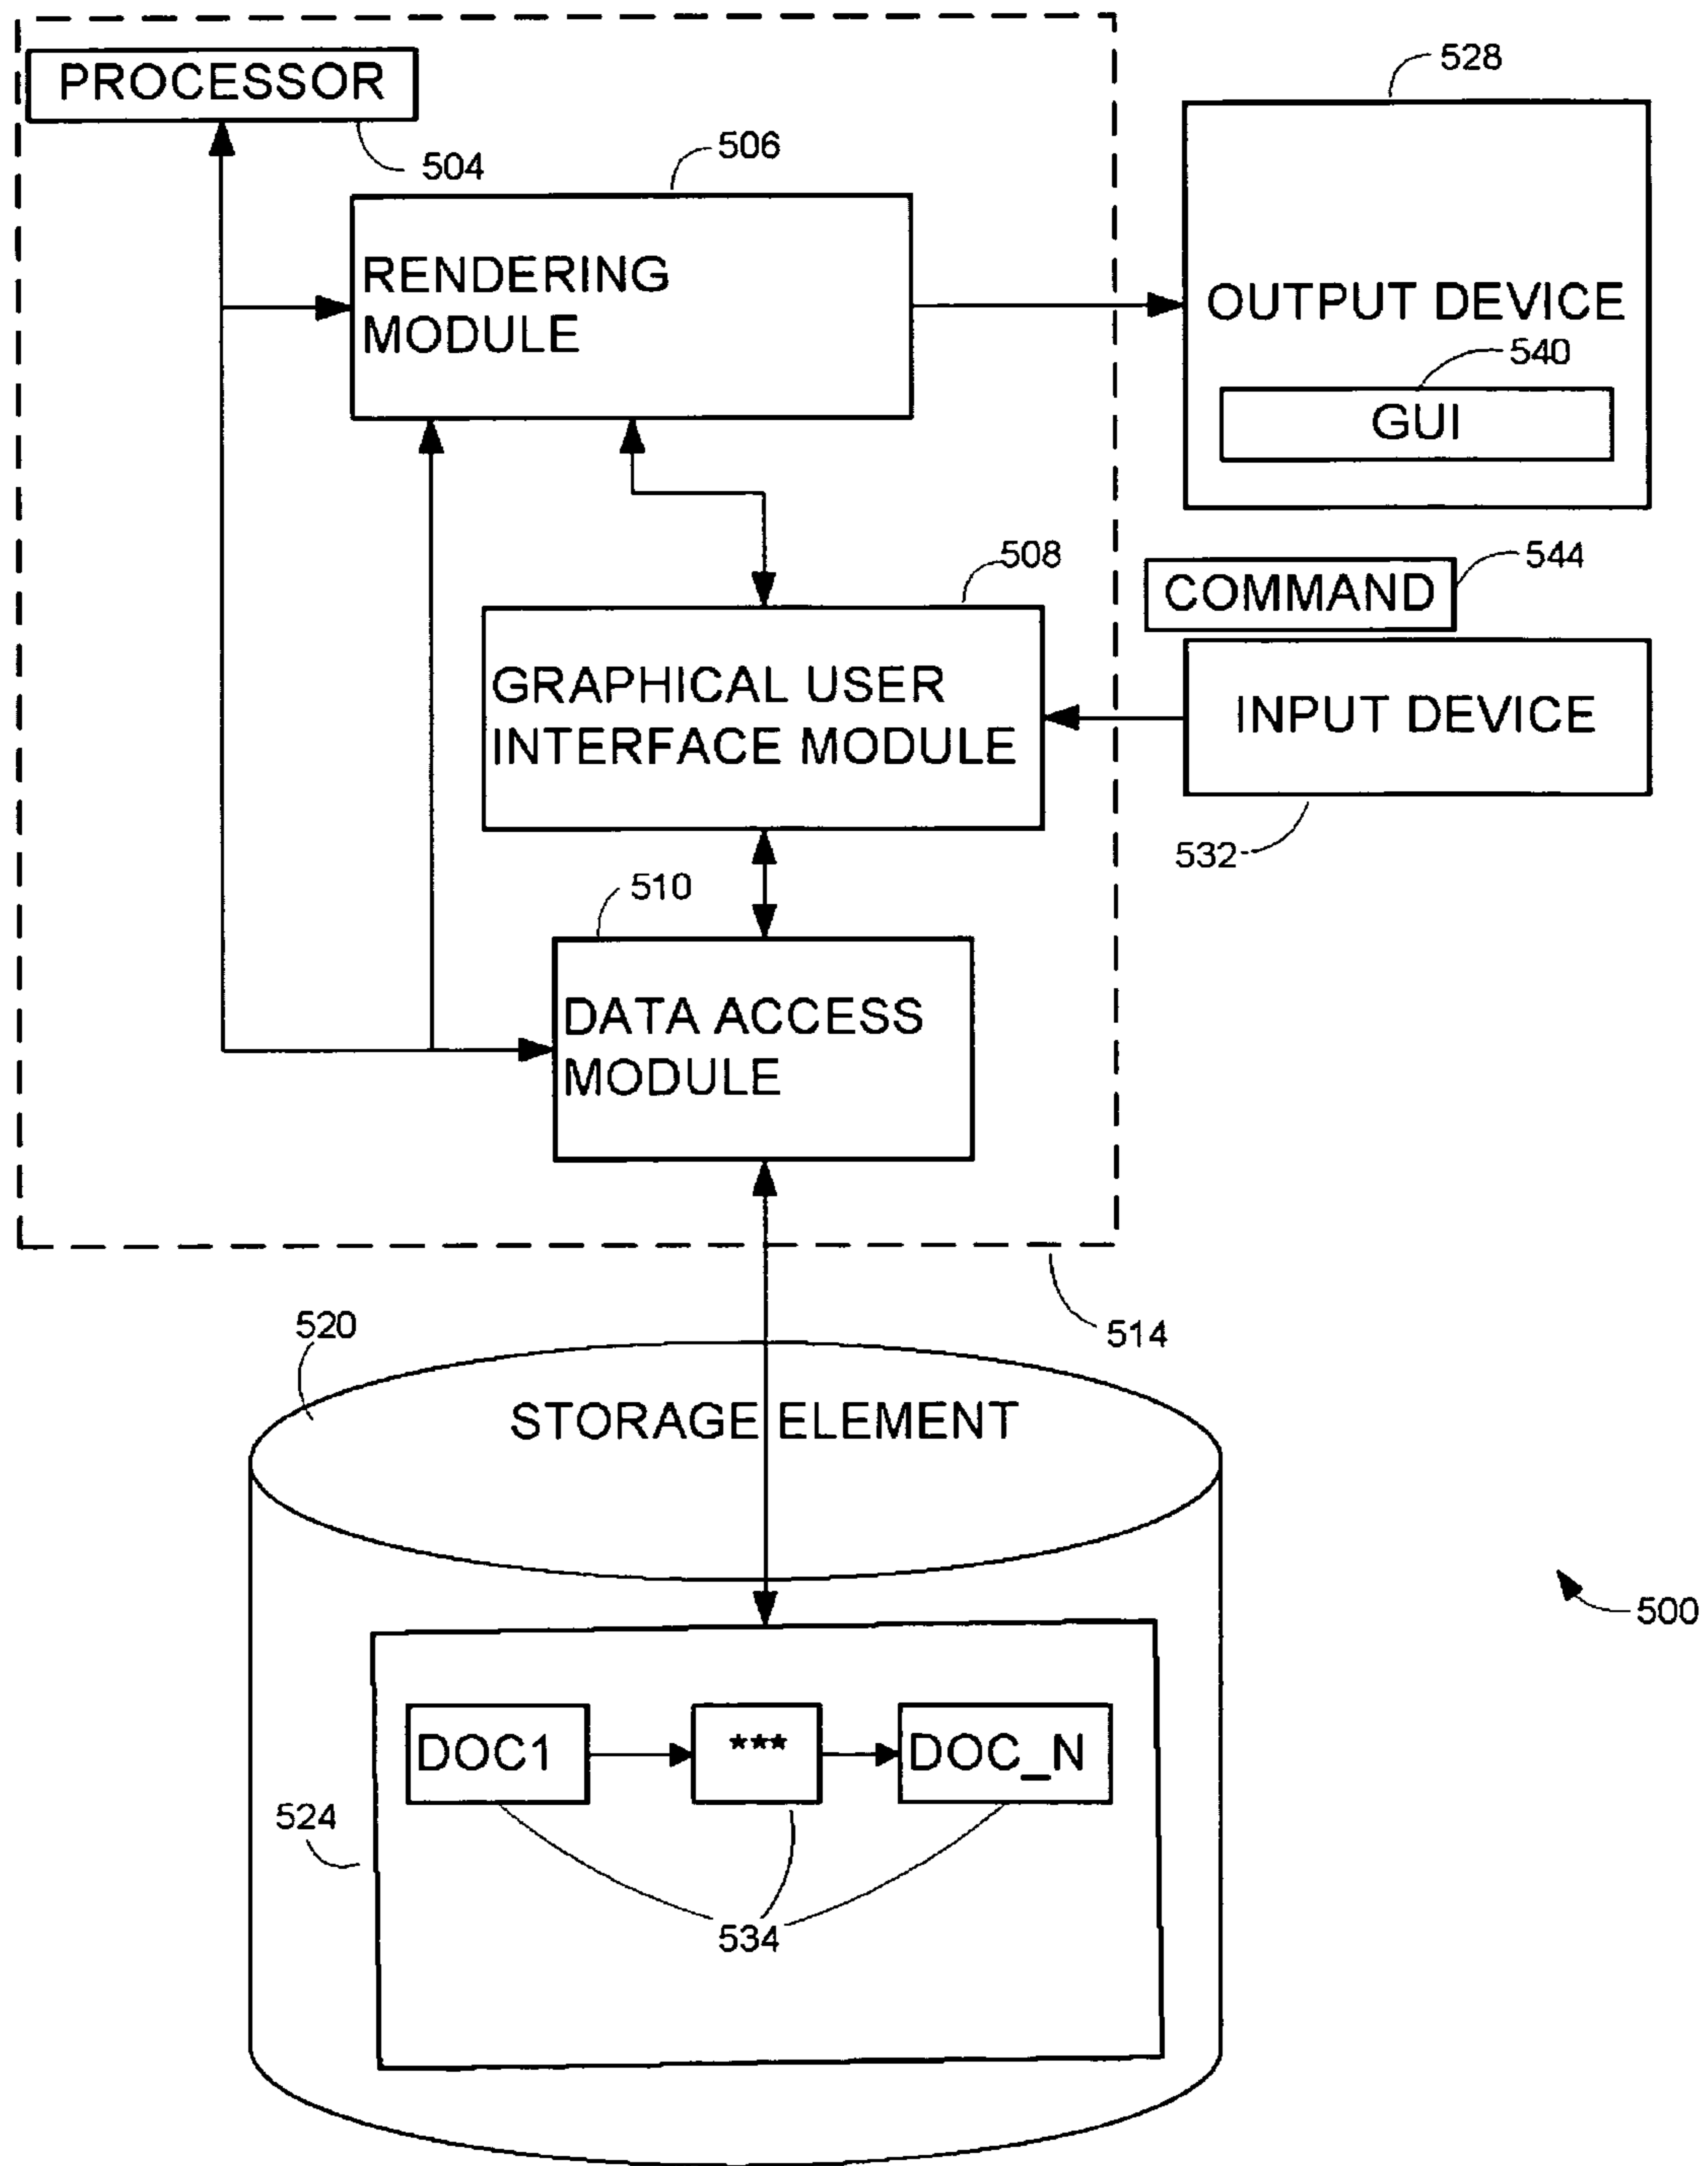 PROCESSOR
504
528
506
RENDERING
MODULE
OUTPUT DEVICE
540
GUI
508
544
COMMAND
GRAPHICAL USER
INTERFACE MODULE
INPUT DEVICE
532
510
DATA ACCESS
MODULE
514
520
STORAGE ELEMENT
500
DOC1
***
DOC_N
524
534